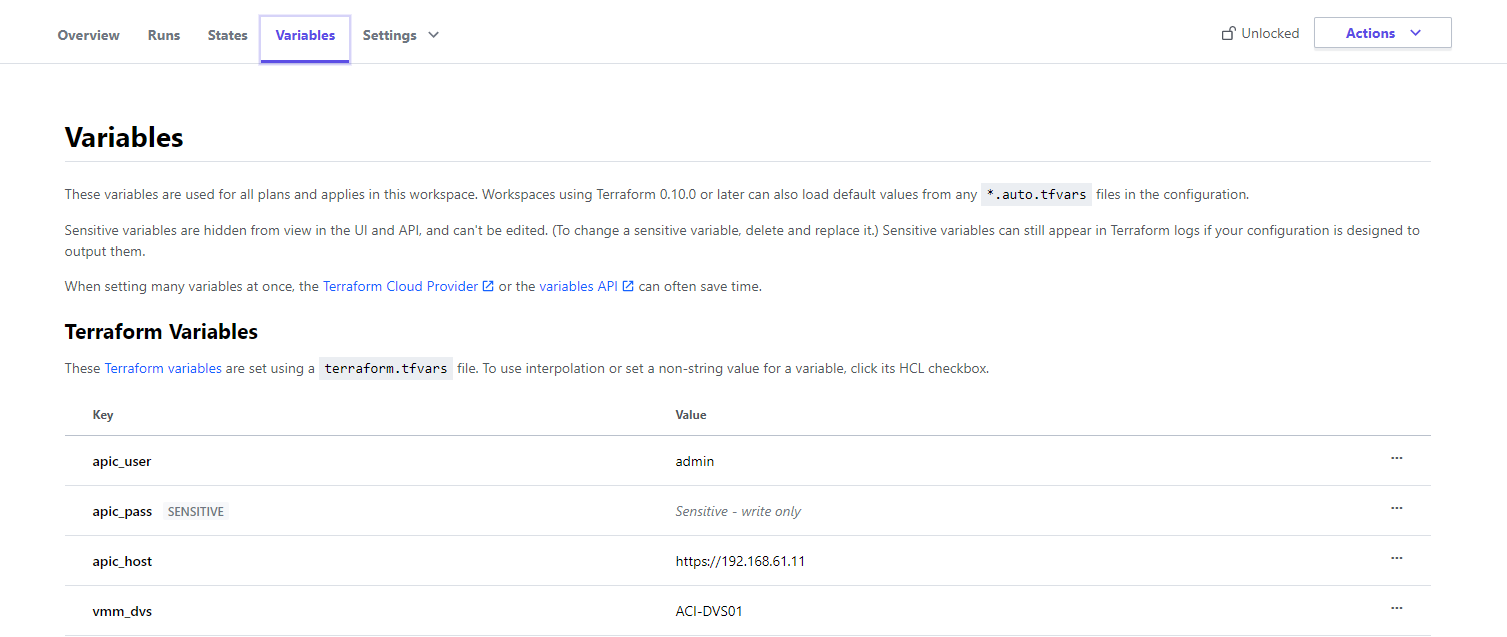 Overview Runs States Variables Settings Unlocked Actions
Variables
These variables are used for all plans and applies in this workspace. Workspaces using Terraform 0.10.0 or later can also load default values from any *.auto.tfvars files in the configuration.
Sensitive variables are hidden from view in the UI and API, and can't be edited. (To change a sensitive variable, delete and replace it.) Sensitive variables can still appear in Terraform logs if your configuration is designed to
output them.
When setting many variables at once, the Terraform Cloud Provider or the variables API can often save time.
Terraform Variables
These Terraform variables are set using a terraform.tfvars file. To use interpolation or set a non-string value for a variable, click its HCL checkbox.
Key Value
apic_user admin ...
apic_pass SENSITIVE Sensitive - write only ...
apic_host https://192.168.61.11 ...
vmm_dvs ACI-DVS01 ...